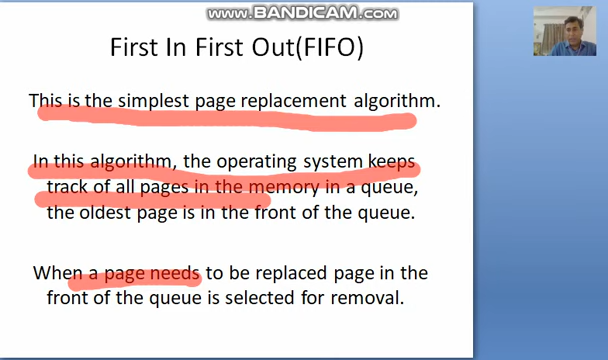 www.BANDICAM.com
First In First Out(FIFO)
This is the simplest page replacement algorithm.
In this algorithm, the operating system keeps
track of all pages in the memory in a queue,
the oldest page is in the front of the queue.
When a page needs to be replaced page in the
front of the queue is selected for removal.